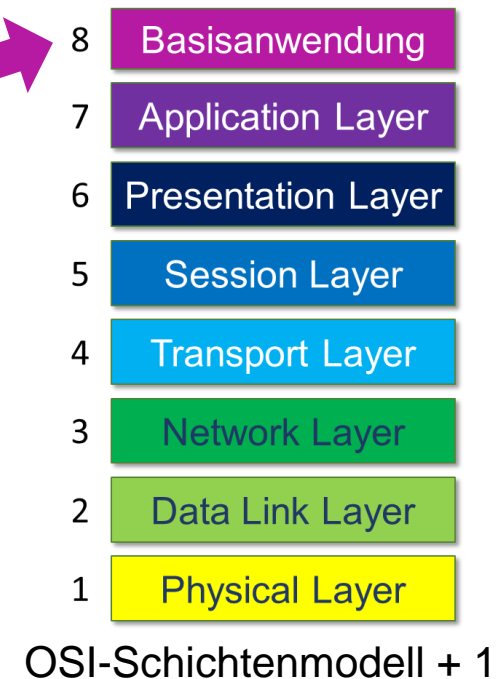 8 Basisanwendung
7 Application Layer
6 Presentation Layer
5 Session Layer
4 Transport Layer
3 Network Layer
2 Data Link Layer
1 Physical Layer
OSI-Schichtenmodell + 1